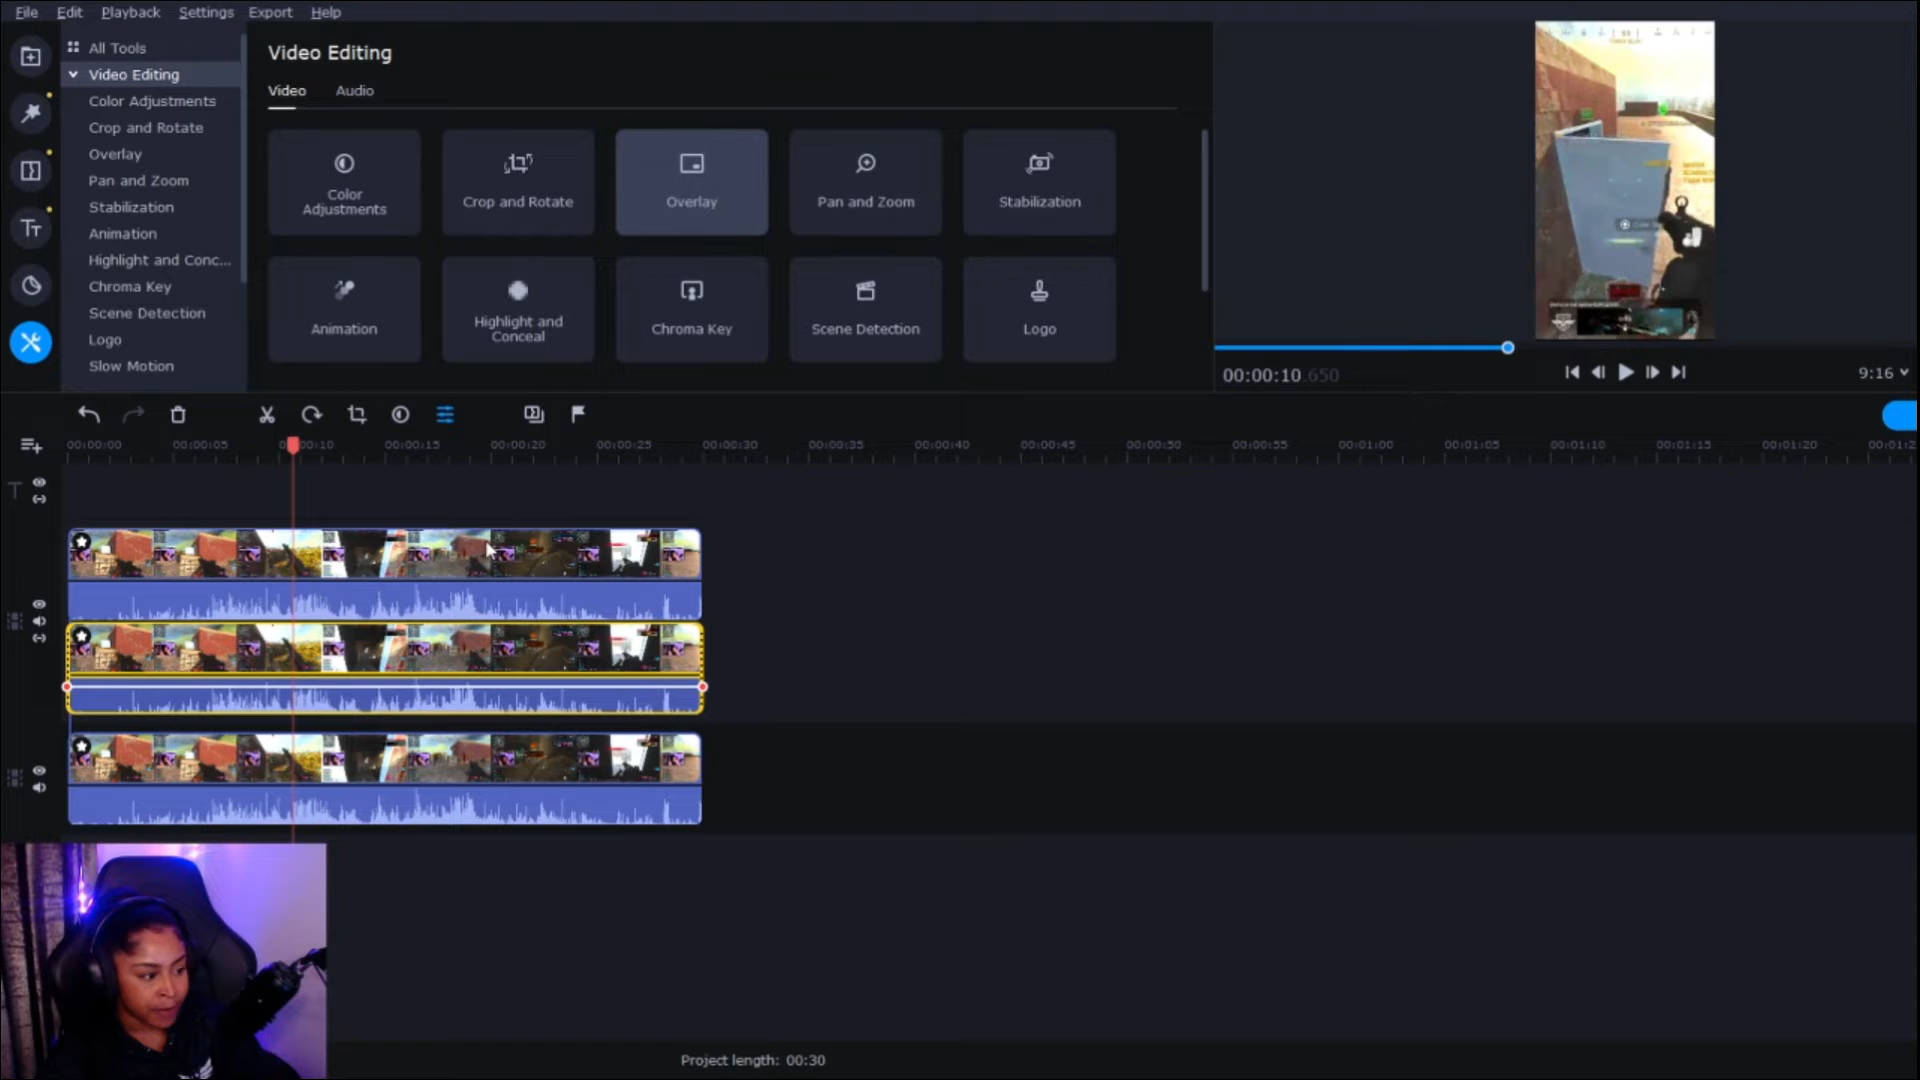 File Edit Playback Settings Export Help
All Tools
Video Editing
Color Adjustments
Crop and Rotate
Overlay
Pan and Zoom
Stabilization
Animation
Highlight and Conc...
Chroma Key
Scene Detection
Logo
Slow Motion
Video Editing
Video Audio
Color
Adjustments
Crop and Rotate
Overlay
Pan and Zoom
Stabilization
Animation
Highlight and
Conceal
Chroma Key
Scene Detection
Logo
00:00:10.650
9:16
00:00:00 00:00:05 00:00:10 00:00:15 00:00:20 00:00:25 00:00:30 00:00:35 00:00:40 00:00:45 00:00:50 00:00:55 00:01:00 00:01:05 00:01:10 00:01:15 00:01:20 00:01:2
Project length: 00:30